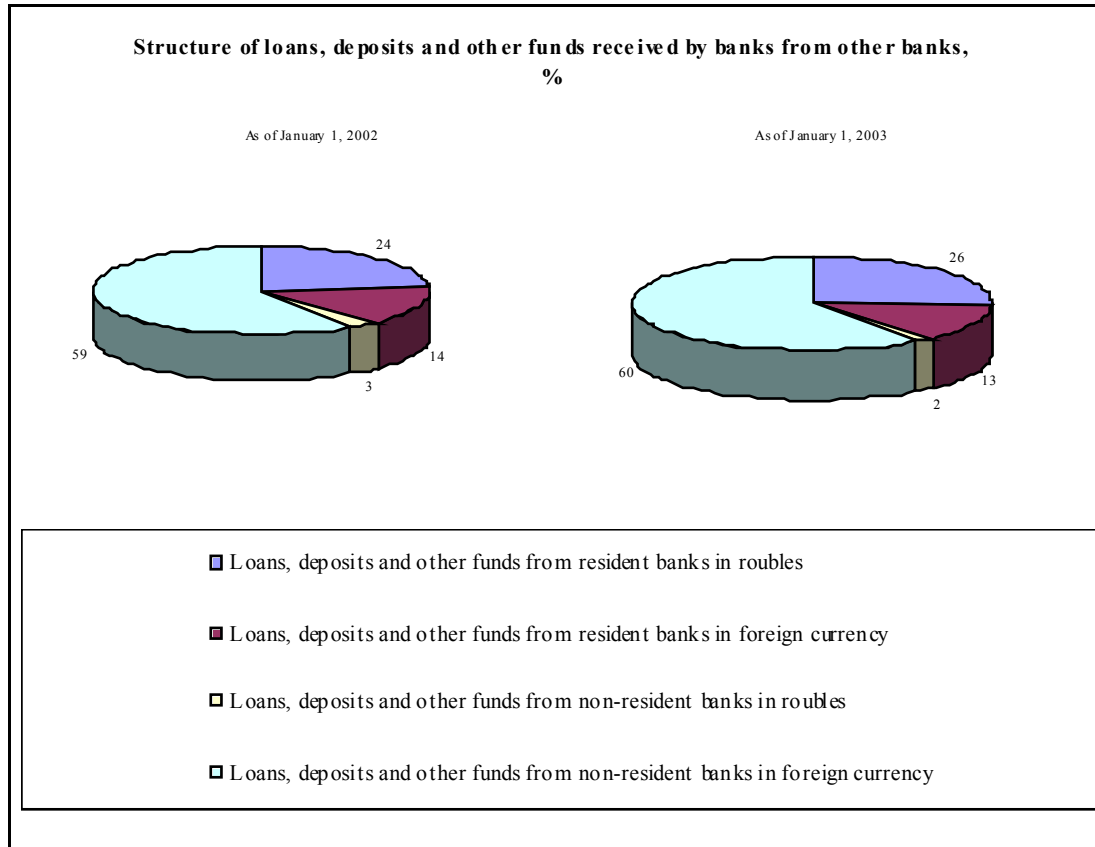 Structure of loans, deposits and other funds received by banks from other banks,
%
As of January 1, 2002
As of January 1, 2003
24
14
3
59
26
13
2
60
Loans, deposits and other funds from resident banks in roubles
Loans, deposits and other funds from resident banks in foreign currency
Loans, deposits and other funds from non-resident banks in roubles
Loans, deposits and other funds from non-resident banks in foreign currency